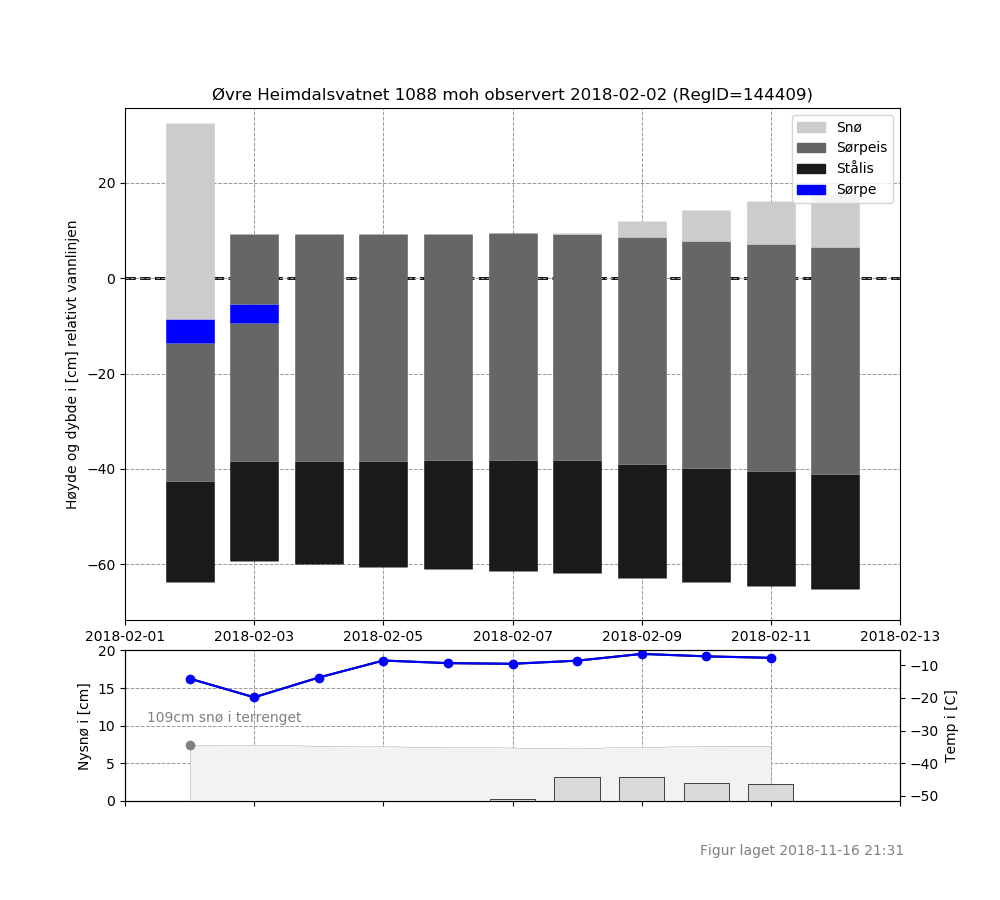 Øvre Heimdalsvatnet 1088 moh observert 2018-02-02 (RegID=144409)
Snø
Sørpeis
Stålis
Sørpe
Høyde og dybde i [cm] relativt vannlinjen
20
0
−20
−40
−60
2018-02-01 2018-02-03 2018-02-05 2018-02-07 2018-02-09 2018-02-11 2018-02-13
Nysnø i [cm]
20
15
10
5
0
109cm snø i terrenget
−10
−20
−30
−40
−50
Temp i [C]
Figur laget 2018-11-16 21:31